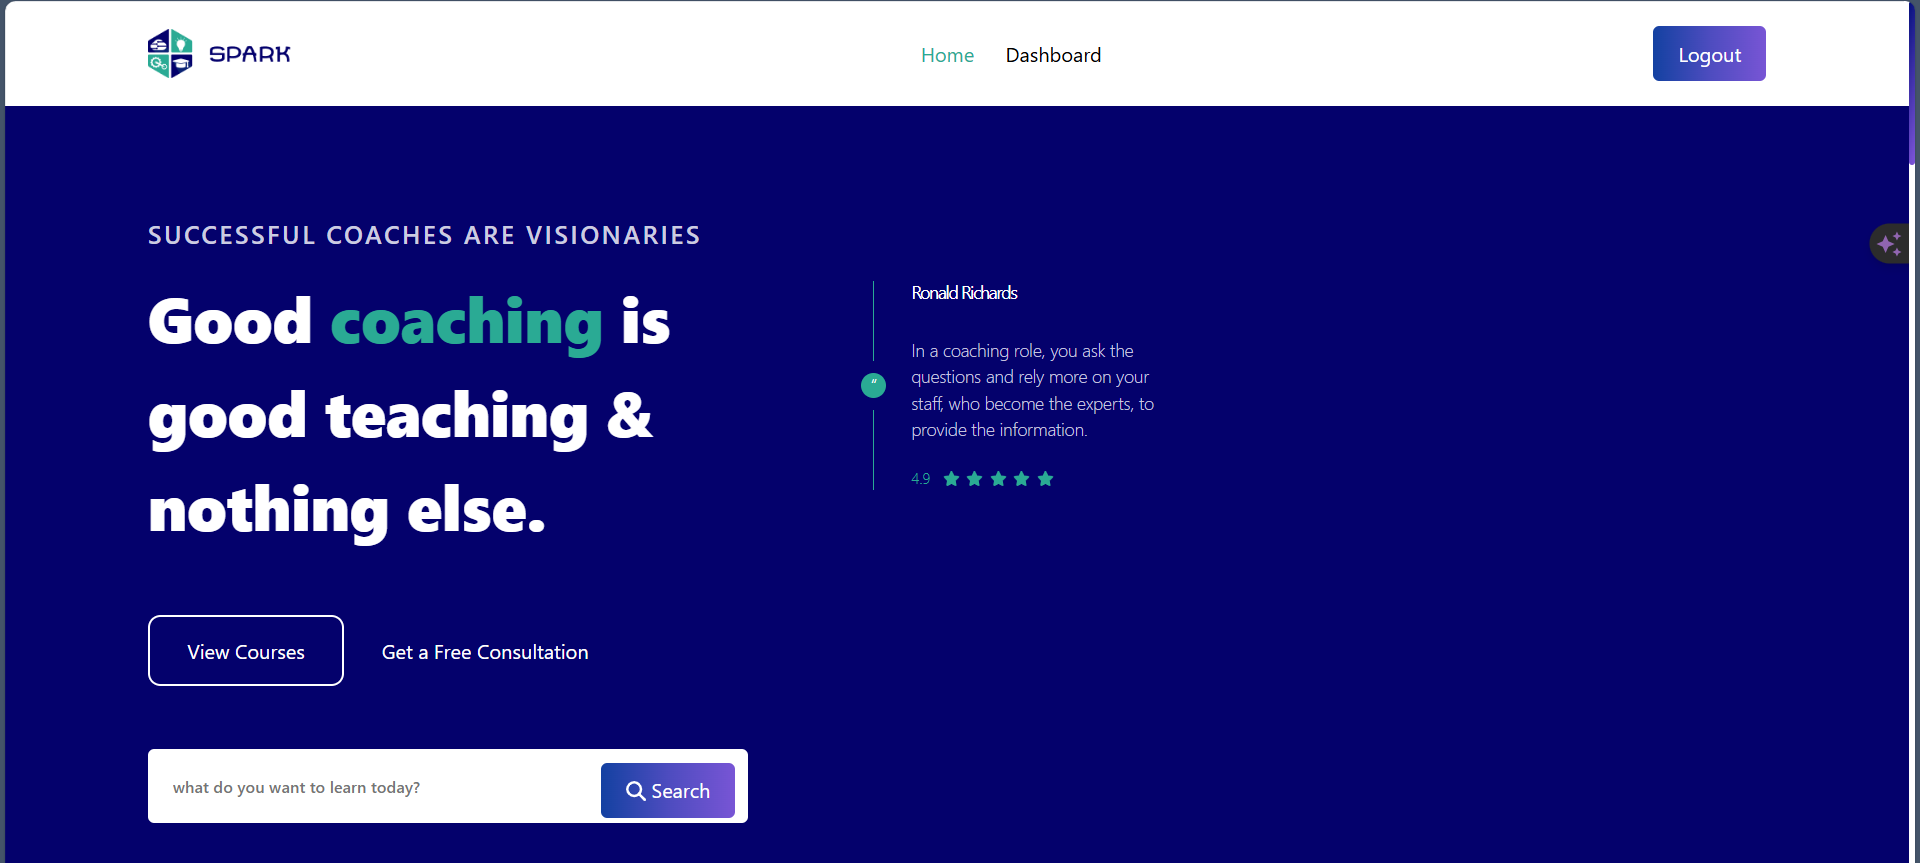 SPARK
Home
Dashboard
Logout
SUCCESSFUL COACHES ARE VISIONARIES
Good coaching is
good teaching &
nothing else.
View Courses
Get a Free Consultation
what do you want to learn today?
Search
Ronald Richards
“
In a coaching role, you ask the
questions and rely more on your
staff, who become the experts, to
provide the information.
4.9